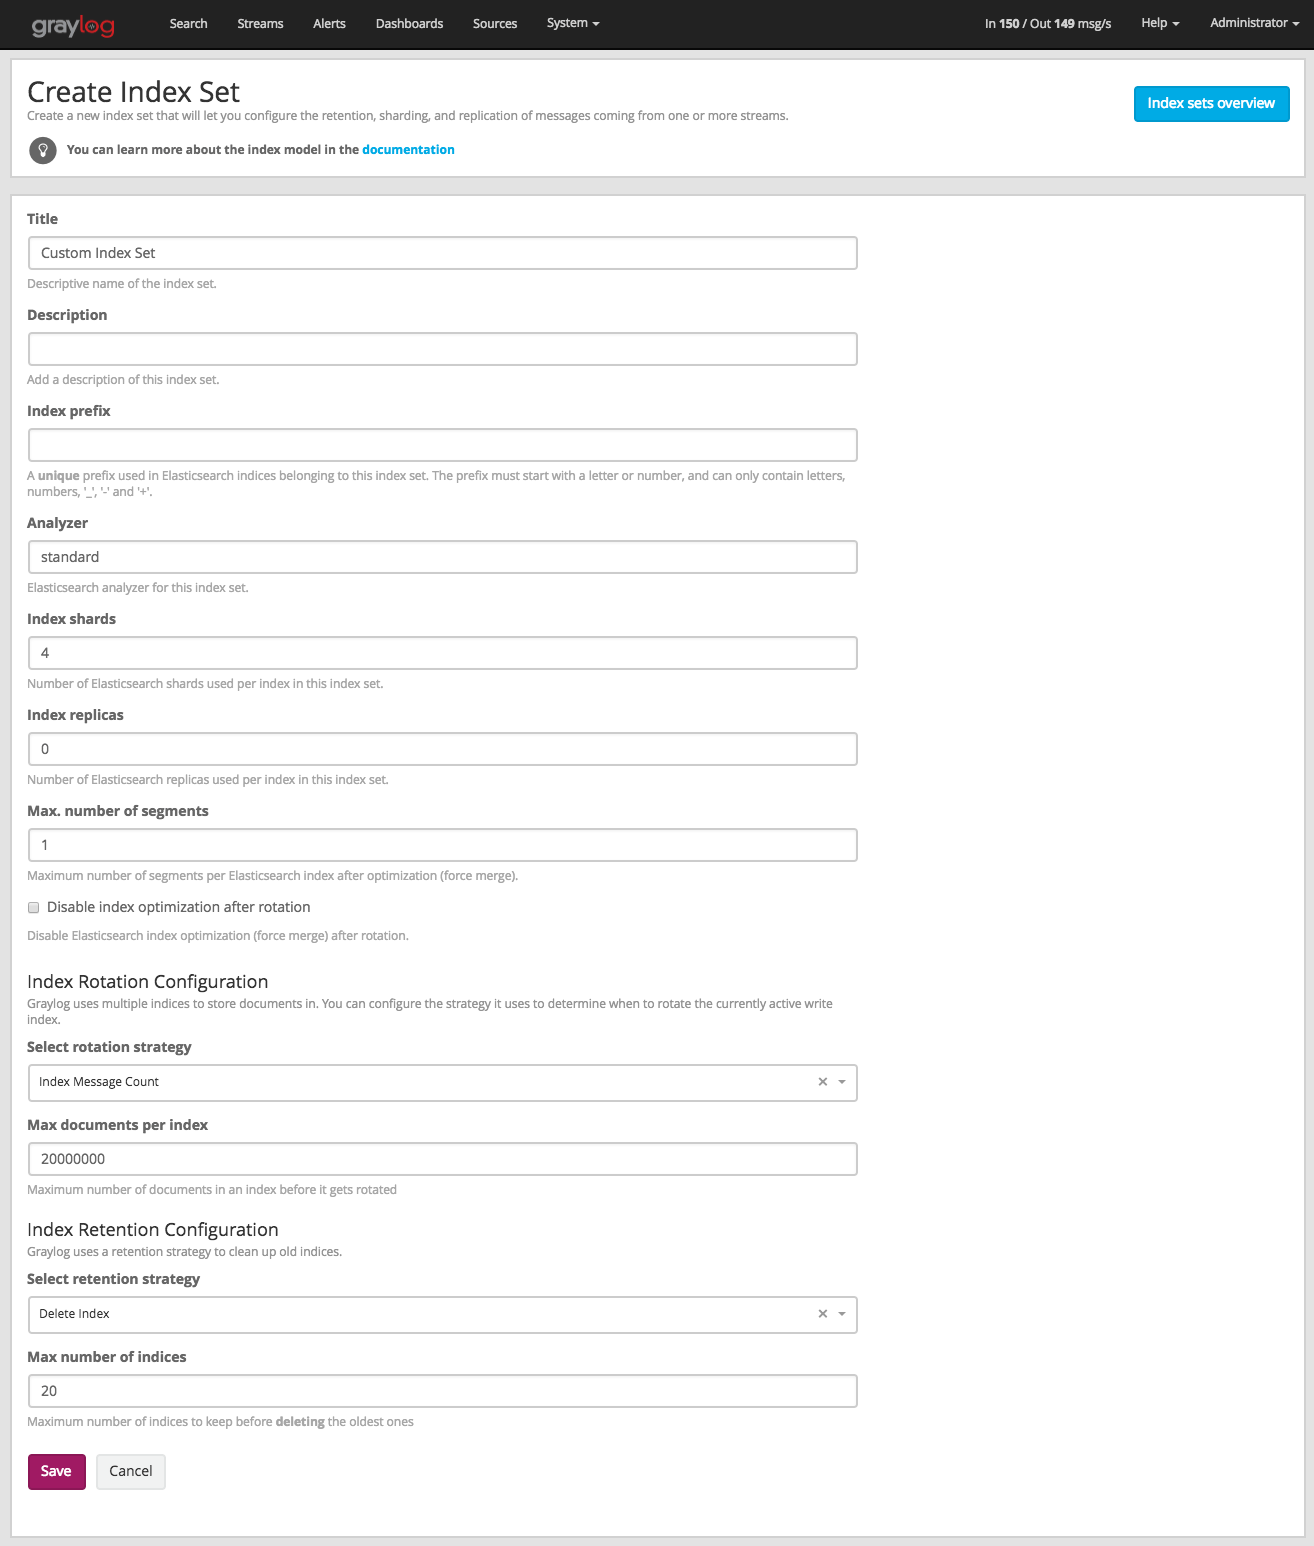 graylog Search Streams Alerts Dashboards Sources System In 150 / Out 149 msg/s Help Administrator
Create Index Set
Create a new index set that will let you configure the retention, sharding, and replication of messages coming from one or more streams.
Index sets overview
You can learn more about the index model in the documentation
Title
Custom Index Set
Descriptive name of the index set.
Description
Add a description of this index set.
Index prefix
A unique prefix used in Elasticsearch indices belonging to this index set. The prefix must start with a letter or number, and can only contain letters,
numbers, '_', '-' and '+'.
Analyzer
standard
Elasticsearch analyzer for this index set.
Index shards
4
Number of Elasticsearch shards used per index in this index set.
Index replicas
0
Number of Elasticsearch replicas used per index in this index set.
Max. number of segments
1
Maximum number of segments per Elasticsearch index after optimization (force merge).
Disable index optimization after rotation
Disable Elasticsearch index optimization (force merge) after rotation.
Index Rotation Configuration
Graylog uses multiple indices to store documents in. You can configure the strategy it uses to determine when to rotate the currently active write
index.
Select rotation strategy
Index Message Count
Max documents per index
20000000
Maximum number of documents in an index before it gets rotated
Index Retention Configuration
Graylog uses a retention strategy to clean up old indices.
Select retention strategy
Delete Index
Max number of indices
20
Maximum number of indices to keep before deleting the oldest ones
Save Cancel